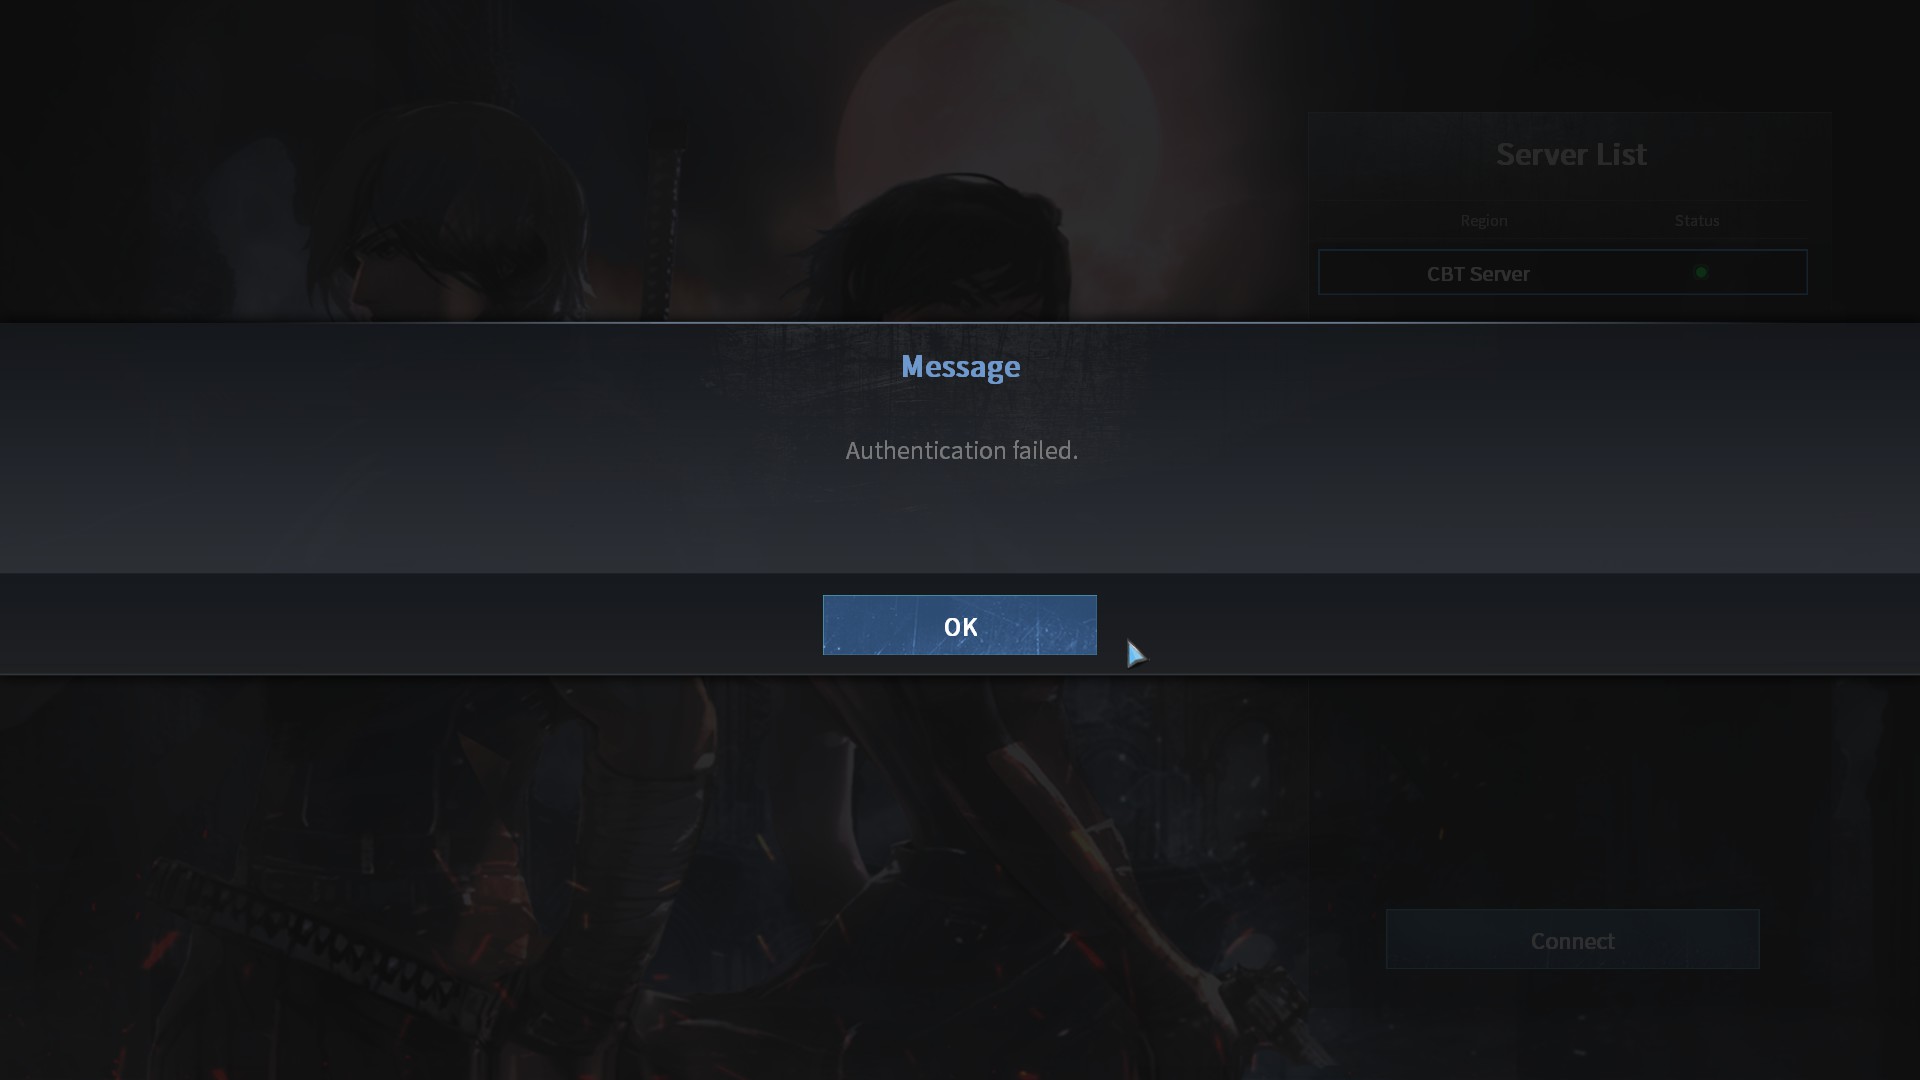 Server List
Region Status
CBT Server
Message
Authentication failed.
OK
Connect